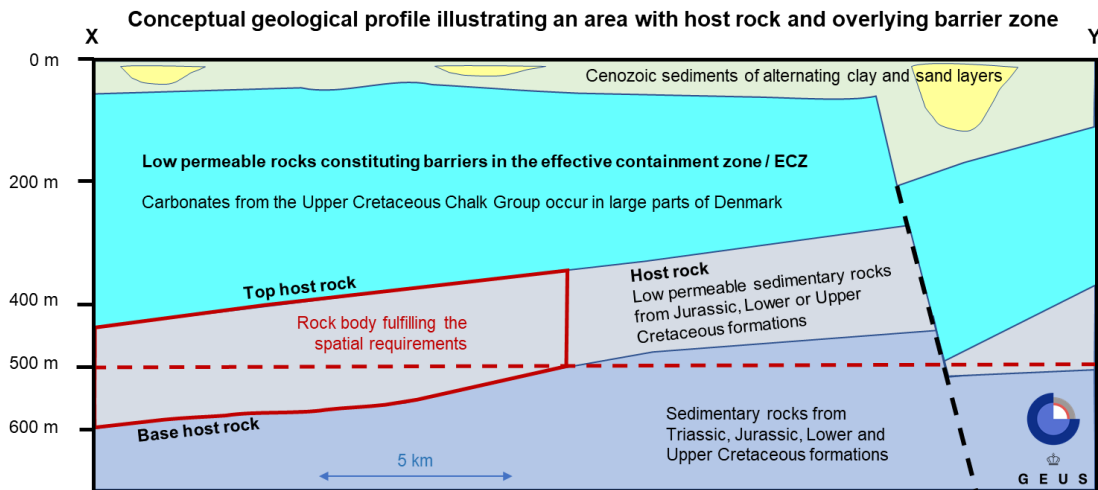 Conceptual geological profile illustrating an area with host rock and overlying barrier zone
X
Y
0 m
Cenozoic sediments of alternating clay and sand layers
Low permeable rocks constituting barriers in the effective containment zone / ECZ
200 m
Carbonates from the Upper Cretaceous Chalk Group occur in large parts of Denmark
Top host rock
Host rock
Low permeable sedimentary rocks
from Jurassic, Lower or Upper
Cretaceous formations
400 m
Rock body fulfilling the
spatial requirements
500 m
600 m
Base host rock
Sedimentary rocks from
Triassic, Jurassic, Lower and
Upper Cretaceous formations
5 km
G E U S